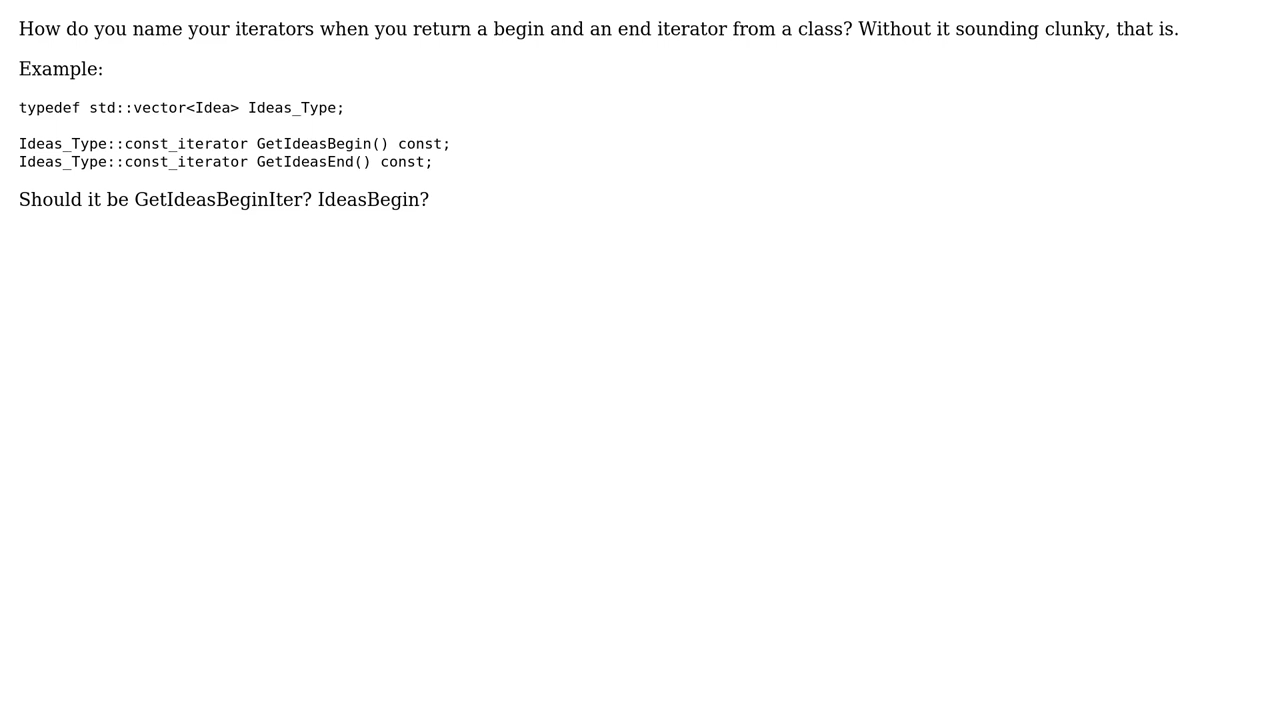 How do you name your iterators when you return a begin and an end iterator from a class? Without it sounding clunky, that is.
Example:
typedef std::vector<Idea> Ideas_Type;
Ideas_Type::const_iterator GetIdeasBegin() const;
Ideas_Type::const_iterator GetIdeasEnd() const;
Should it be GetIdeasBeginIter? IdeasBegin?